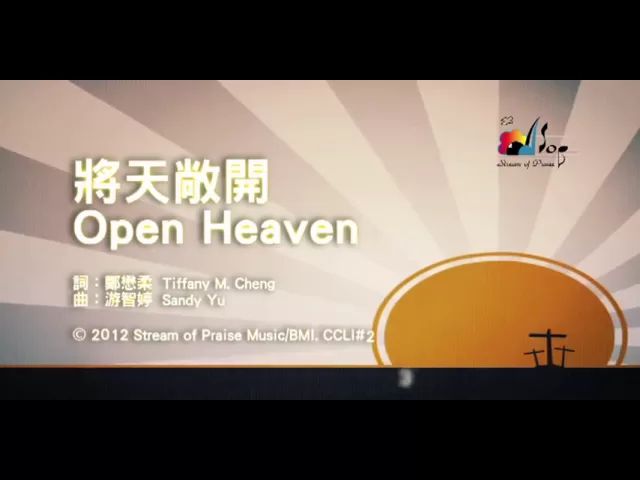 將天敞開
Open Heaven
詞：鄭懋柔 Tiffany M. Cheng
曲：游智婷 Sandy Yu
© 2012 Stream of Praise Music/BMI. CCLI#2
Sop
Stream of Praise